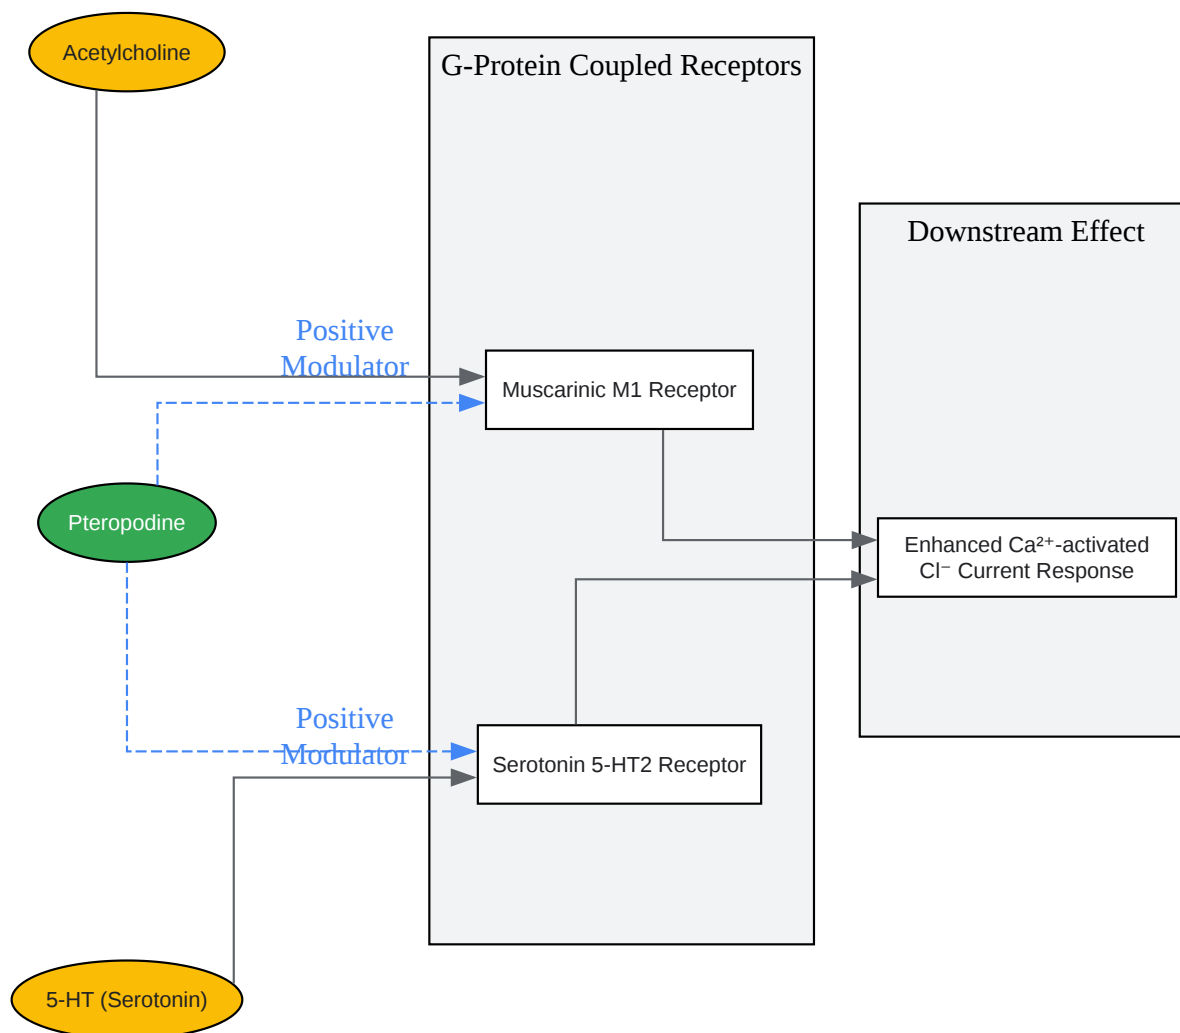 Acetylcholine
G-Protein Coupled Receptors
Downstream Effect
Positive
Modulator
Muscarinic M1 Receptor
Pteropodine
Enhanced Ca²⁺-activated
Cl⁻ Current Response
Positive
Modulator
Serotonin 5-HT2 Receptor
5-HT (Serotonin)